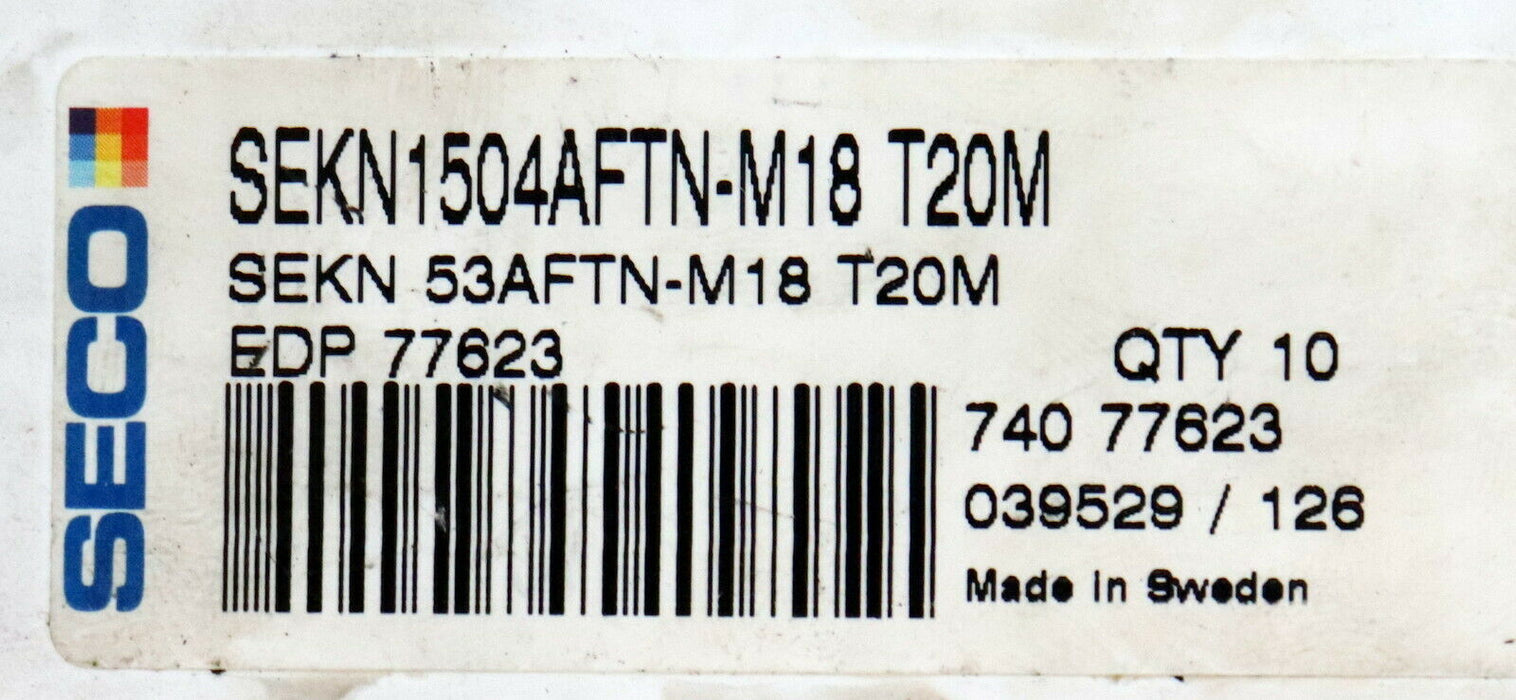 SECO
SEKN1504AFTN-M18 T20M
SEKN 53AFTN-M18 T20M
EDP 77623
QTY 10
740 77623
039529 / 126
Made in Sweden